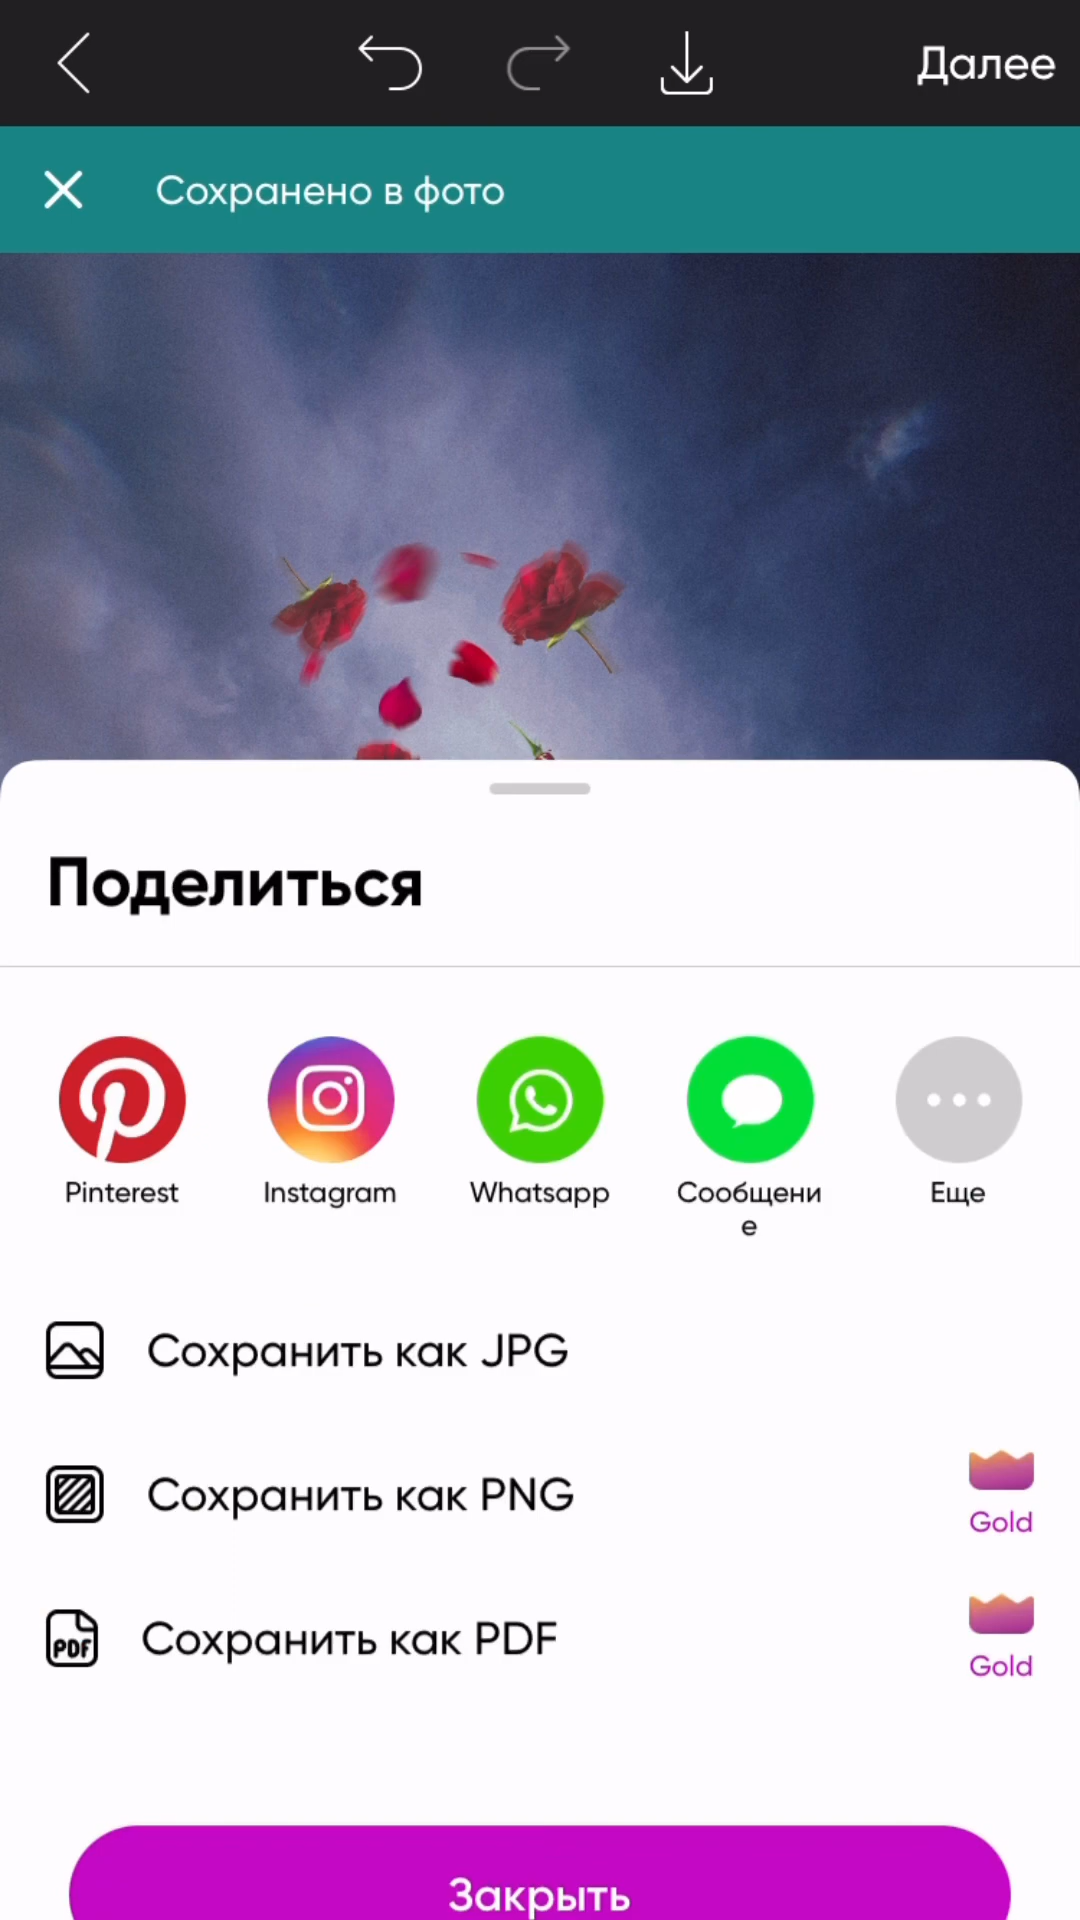 Далее
Сохранено в фото
Поделиться
Pinterest
Instagram
Whatsapp
Сообщени
е
Еще
Сохранить как JPG
Сохранить как PNG
Gold
PDF
Сохранить как PDF
Gold
Закрыть